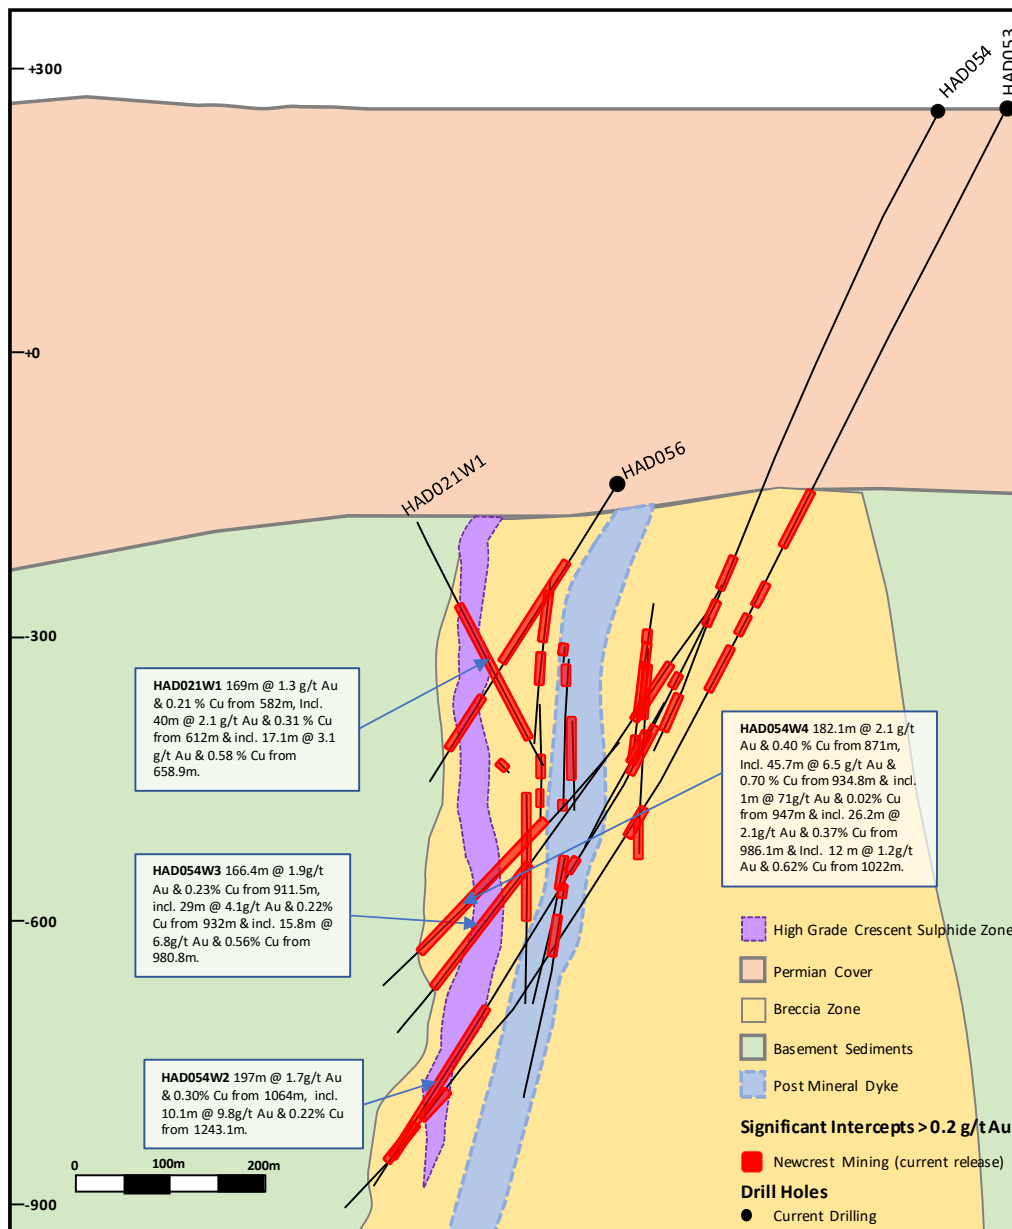 HAD054
HAD053
+300
+0
HAD056
HAD021W1
-300
HAD021W1 169m @ 1.3 g/t Au
& 0.21 % Cu from 582m, Incl.
40m @ 2.1 g/t Au & 0.31 % Cu
from 612m & incl. 17.1m @ 3.1
g/t Au & 0.58 % Cu from
658.9m.
HAD054W4 182.1m @ 2.1 g/t
Au & 0.40 % Cu from 871m,
Incl. 45.7m @ 6.5 g/t Au &
0.70 % Cu from 934.8m & incl.
1m @ 71g/t Au & 0.02% Cu
from 947m & incl. 26.2m @
2.1g/t Au & 0.37% Cu from
986.1m & Incl. 12 m @ 1.2g/t
Au & 0.62% Cu from 1022m.
HAD054W3 166.4m @ 1.9g/t
Au & 0.23% Cu from 911.5m,
incl. 29m @ 4.1g/t Au & 0.22%
Cu from 932m & incl. 15.8m @
6.8g/t Au & 0.56% Cu from
980.8m.
-600
High Grade Crescent Sulphide Zone
Permian Cover
Breccia Zone
Basement Sediments
Post Mineral Dyke
HAD054W2 197m @ 1.7g/t Au
& 0.30% Cu from 1064m, incl.
10.1m @ 9.8g/t Au & 0.22% Cu
from 1243.1m.
Significant Intercepts > 0.2 g/t Au
Newcrest Mining (current release)
0 100m 200m
Drill Holes
-900
Current Drilling